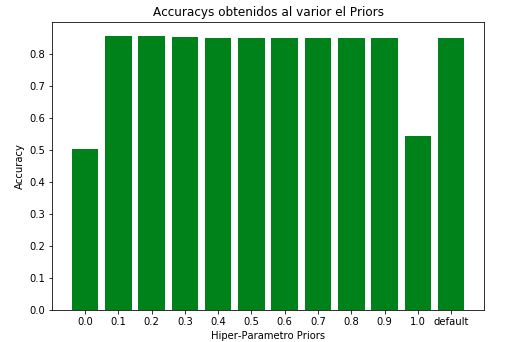 Accuracys obtenidos al varior el Priors
Accuracy
0.8
0.7
0.6
0.5
0.4
0.3
0.2
0.1
0.0
0.0 0.1 0.2 0.3 0.4 0.5 0.6 0.7 0.8 0.9 1.0 default
Hiper-Parametro Priors